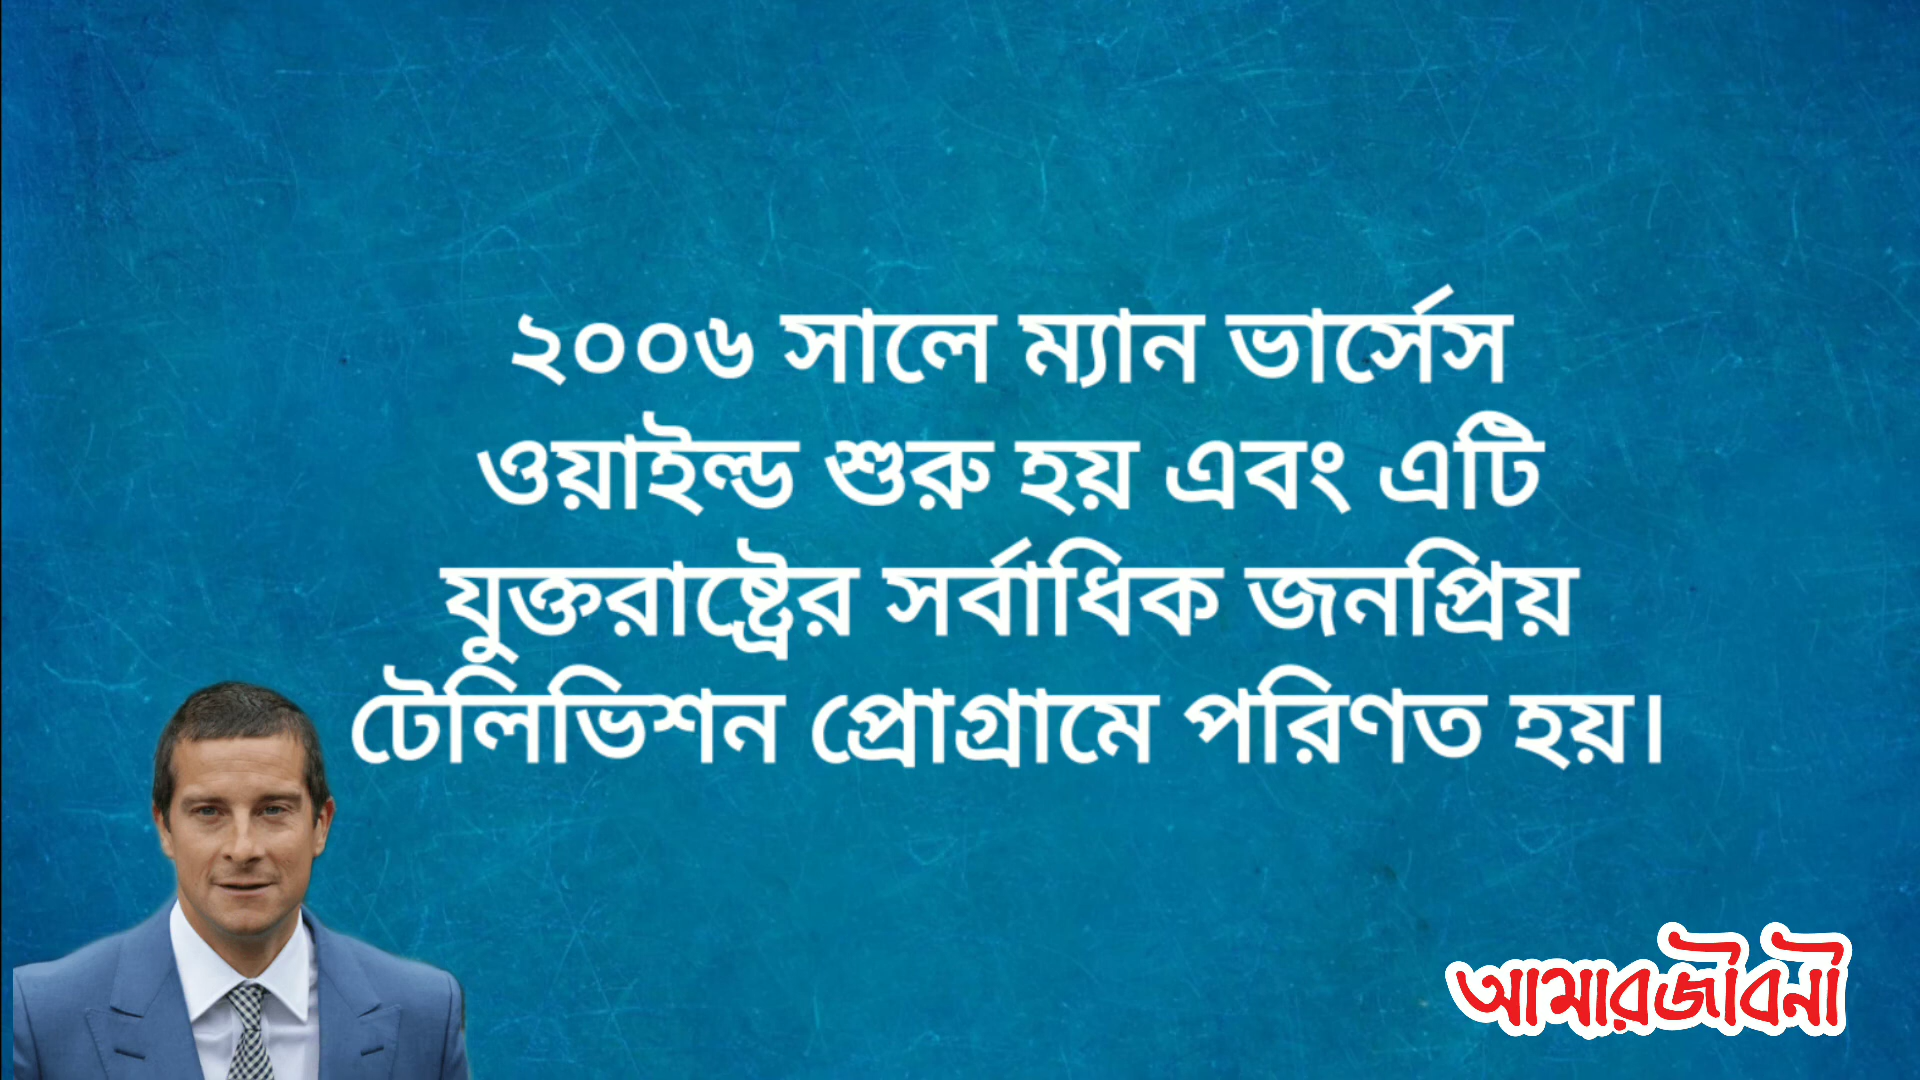 ২০০৬ সালে ম্যান ভার্সেস
ওয়াইল্ড শুরু হয় এবং এটি
যুক্তরাষ্ট্রের সর্বাধিক জনপ্রিয়
টেলিভিশন প্রোগ্রামে পরিণত হয়।
আমারজীবনী